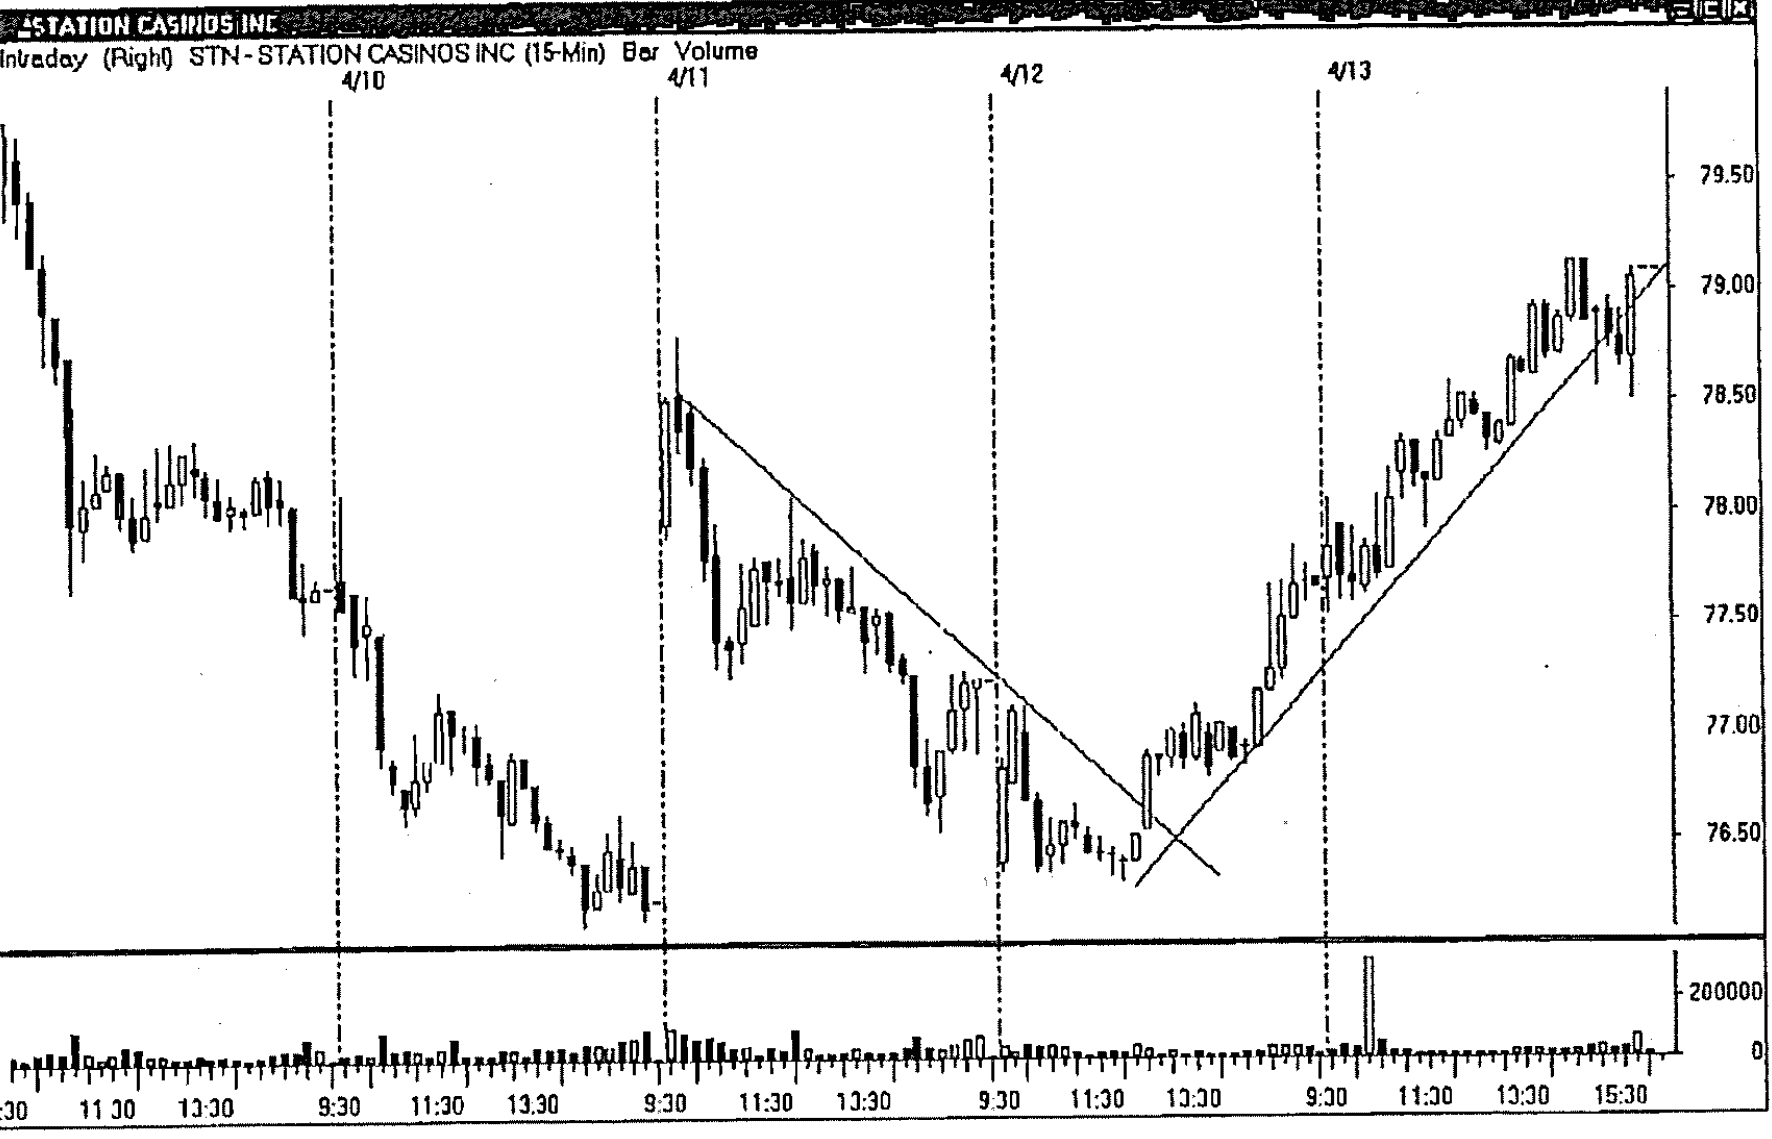 STATION CASINOS INC
Intraday (Right) STN - STATION CASINOS INC (15-Min) Bar Volume
4/10 4/11 4/12 4/13
79.50
79.00
78.50
78.00
77.50
77.00
76.50
200000
0
:30 11 30 13:30 9:30 11:30 13.30 9:30 11:30 13:30 9:30 11:30 13:30 9:30 11:30 13:30 15:30